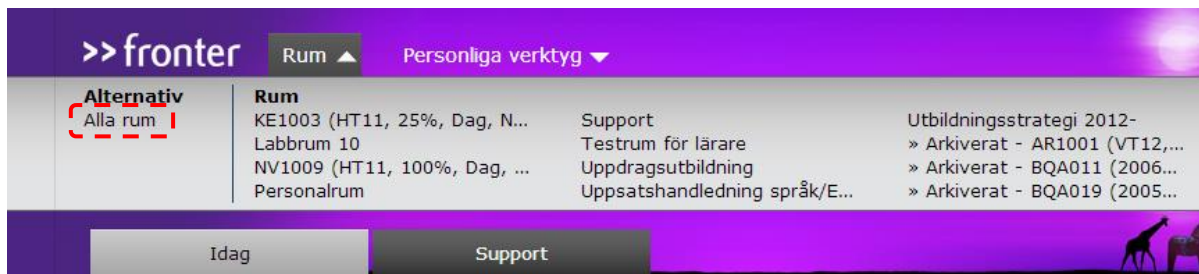 >> fronter Rum ▲ Personliga verktyg ▼
Alternativ
Alla rum
Rum
KE1003 (HT11, 25%, Dag, N...
Labbrum 10
NV1009 (HT11, 100%, Dag, ...
Personalrum
Support
Testrum för lärare
Uppdragsutbildning
Uppsatshandledning språk/E...
Utbildningsstrategi 2012-
» Arkiverat - AR1001 (VT12,...
» Arkiverat - BQA011 (2006...
» Arkiverat - BQA019 (2005...
Idag Support